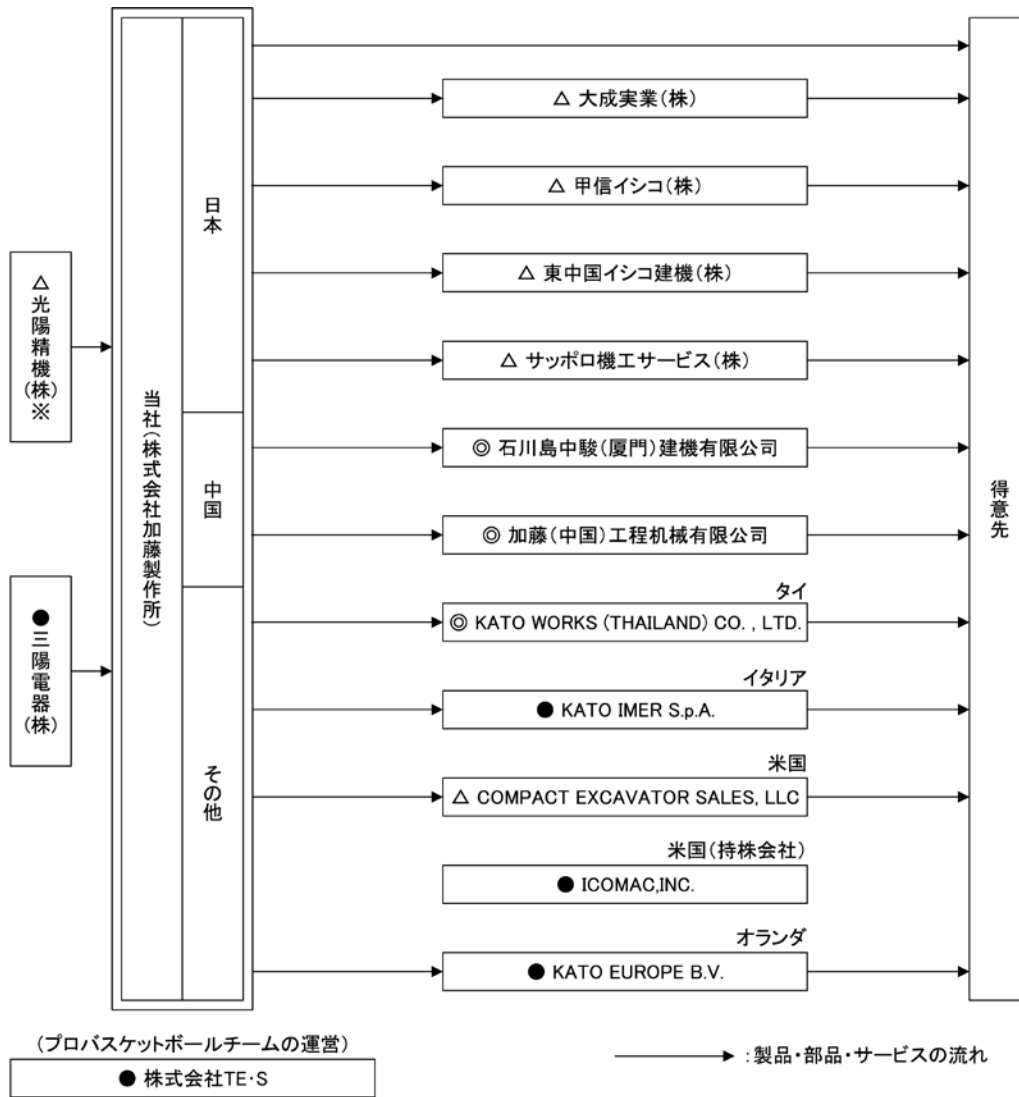 △光陽精機(株)※
●三陽電器(株)
当社(株式会社加藤製作所)
日本
中国
その他
△ 大成実業(株)
△ 甲信イシコ(株)
△ 東中国イシコ建機(株)
△ サッポロ機工サービス(株)
◎ 石川島中駿(厦門)建機有限公司
◎ 加藤(中国)工程机械有限公司
タイ
◎ KATO WORKS (THAILAND) CO. , LTD.
イタリア
● KATO IMER S.p.A.
米国
△ COMPACT EXCAVATOR SALES, LLC
米国(持株会社)
● ICOMAC,INC.
オランダ
● KATO EUROPE B.V.
得意先
(プロバスケットボールチームの運営)
● 株式会社TE・S
:製品・部品・サービスの流れ